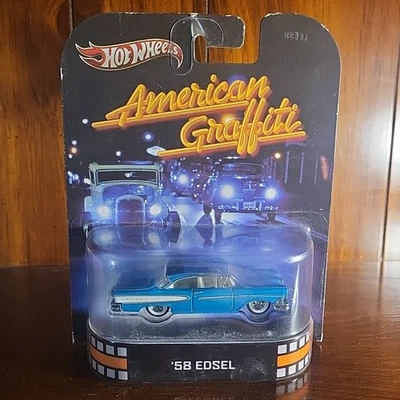 Hot Wheels
American
Graffiti
'58 EDSEL